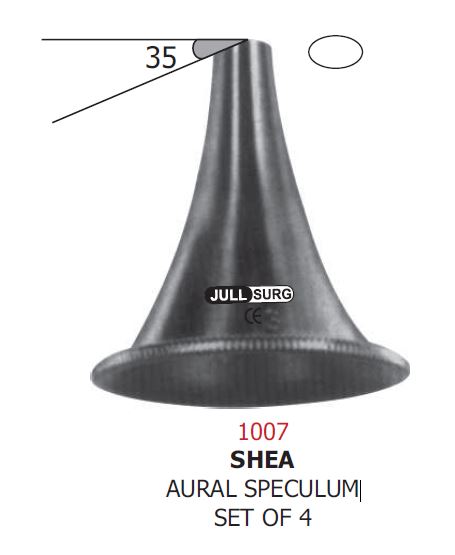 35
JULL SURG
CE
1007
SHEA
AURAL SPECULUM
SET OF 4